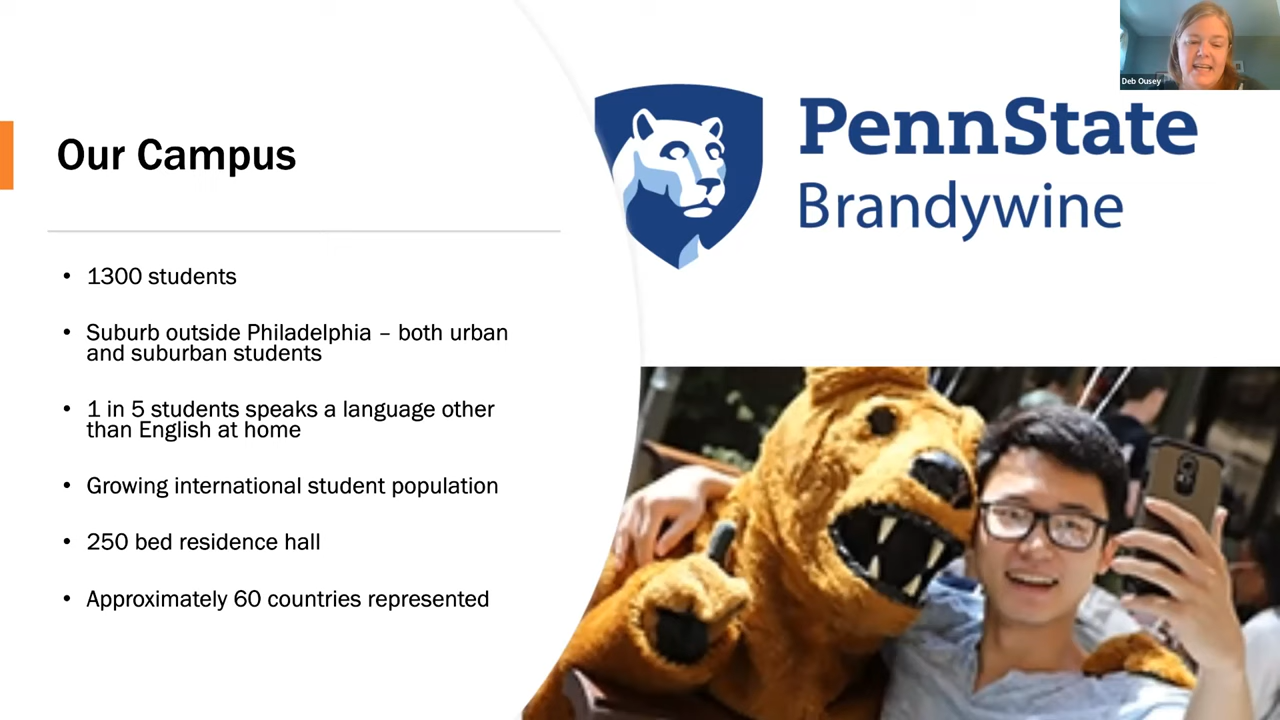 Deb Ousey
PennState
Brandywine
Our Campus
• 1300 students
• Suburb outside Philadelphia – both urban
and suburban students
• 1 in 5 students speaks a language other
than English at home
• Growing international student population
• 250 bed residence hall
• Approximately 60 countries represented